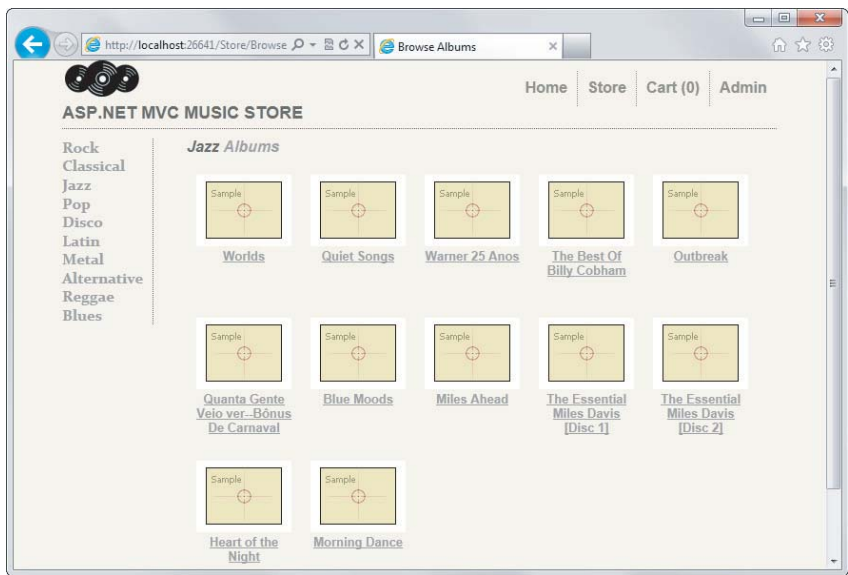 http://localhost:26641/Store/Browse
Browse Albums
Home
Store
Cart (0)
Admin
ASP.NET MVC MUSIC STORE
Rock
Classical
Jazz
Pop
Disco
Latin
Metal
Alternative
Reggae
Blues
Jazz Albums
Sample
Sample
Sample
Sample
Sample
Worlds
Quiet Songs
Warner 25 Anos
The Best Of
Billy Cobham
Outbreak
Sample
Sample
Sample
Sample
Sample
Quanta Gente
Veio ver--Bônus
De Carnaval
Blue Moods
Miles Ahead
The Essential
Miles Davis
[Disc 1]
The Essential
Miles Davis
[Disc 2]
Sample
Sample
Heart of the
Night
Morning Dance